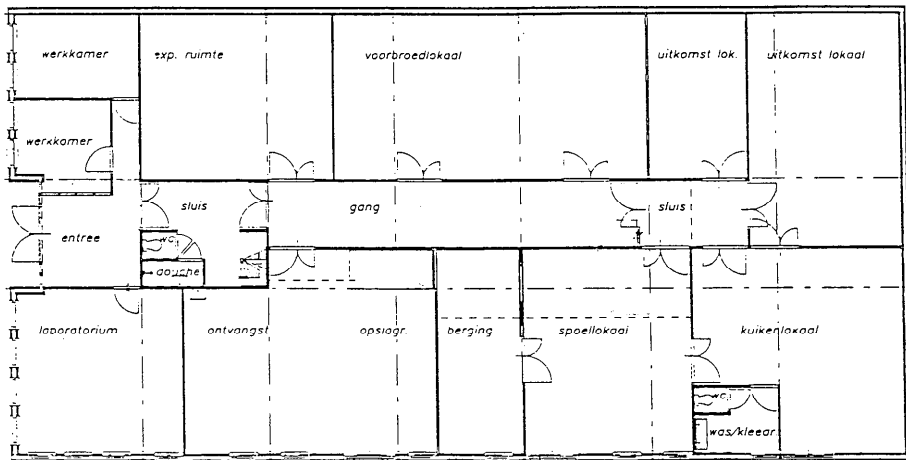 werkkamer
exp. ruimte
voorbroedlokaal
uitkomst lok.
uitkomst lokaal
werkkamer
sluis
gang
sluis
entree
wc
douche
laboratorium
ontvangst
opslagr.
berging
spoellokaal
kuikenlokaal
wc
was/kleear